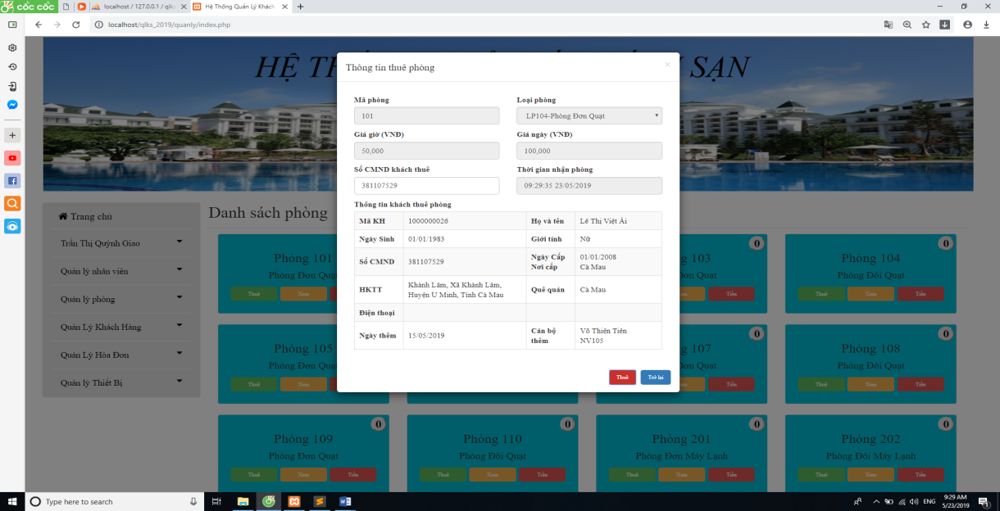 cốc cốc
localhost / 127.0.0.1 / qlks
Hệ Thống Quản Lý Khách
localhost/qlks_2019/quanly/index.php
HỆ TH
SẠN
Thông tin thuê phòng
×
Mã phòng
Loại phòng
101
LP104-Phòng Đơn Quạt
Giá giờ (VNĐ)
Giá ngày (VNĐ)
50,000
100,000
Số CMND khách thuê
Thời gian nhận phòng
381107529
09:29:35 23/05/2019
Thông tin khách thuê phòng
Mã KH 1000000026 Họ và tên Lê Thị Việt Ái
Ngày Sinh 01/01/1983 Giới tính Nữ
Số CMND 381107529 Ngày Cấp 01/01/2008
Nơi cấp Cà Mau
HKTT Khánh Lâm, Xã Khánh Lâm, Quê quán Cà Mau
Huyện U Minh, Tỉnh Cà Mau
Điện thoại
Ngày thêm 15/05/2019 Cán bộ Võ Thiện Tiên
thêm NV105
Thuê Trở lại
Trang chủ
Trần Thị Quỳnh Giao
Quản lý nhân viên
Quản lý phòng
Quản Lý Khách Hàng
Quản Lý Hóa Đơn
Quản lý Thiết Bị
Danh sách phòng
Phòng 101
Phòng Đơn Quạt
Thuê Xem
0
g 103
ơn Quạt
em Tiền
0
Phòng 104
Phòng Đôi Quạt
Thuê Xem Tiền
Phòng 105
Phòng Đơn Quạt
Thuê Xem
0
g 107
ơn Quạt
em Tiền
0
Phòng 108
Phòng Đôi Quạt
Thuê Xem Tiền
0
Phòng 109
Phòng Đơn Quạt
Thuê Xem Tiền
0
Phòng 110
Phòng Đôi Quạt
Thuê Xem Tiền
0
Phòng 201
Phòng Đơn Máy Lạnh
Thuê Xem Tiền
0
Phòng 202
Phòng Đôi Máy Lạnh
Thuê Xem Tiền
Type here to search
ENG
9:29 AM
5/23/2019
1